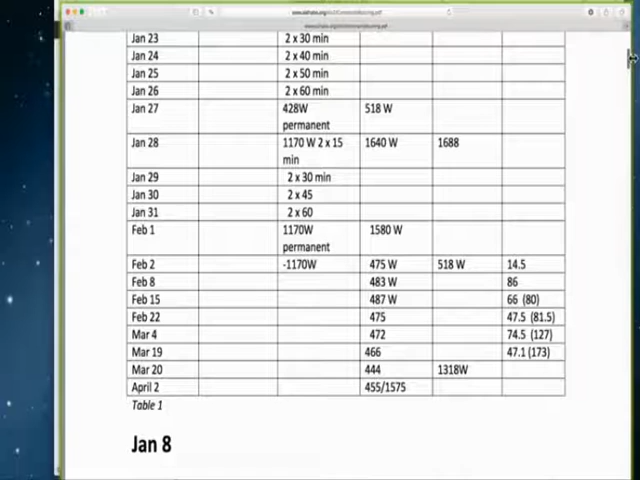 Jan 23 2 x 30 min
Jan 24 2 x 40 min
Jan 25 2 x 50 min
Jan 26 2 x 60 min
Jan 27 428W 518 W
permanent
Jan 28 1170 W 2 x 15 1640 W 1688
min
Jan 29 2 x 30 min
Jan 30 2 x 45
Jan 31 2 x 60
Feb 1 1170W 1580 W
permanent
Feb 2 -1170W 475 W 518 W 14.5
Feb 8 483 W 86
Feb 15 487 W 66 (80)
Feb 22 475 47.5 (81.5)
Mar 4 472 74.5 (127)
Mar 19 466 47.1 (173)
Mar 20 444 1318W
April 2 455/1575
Table 1
Jan 8